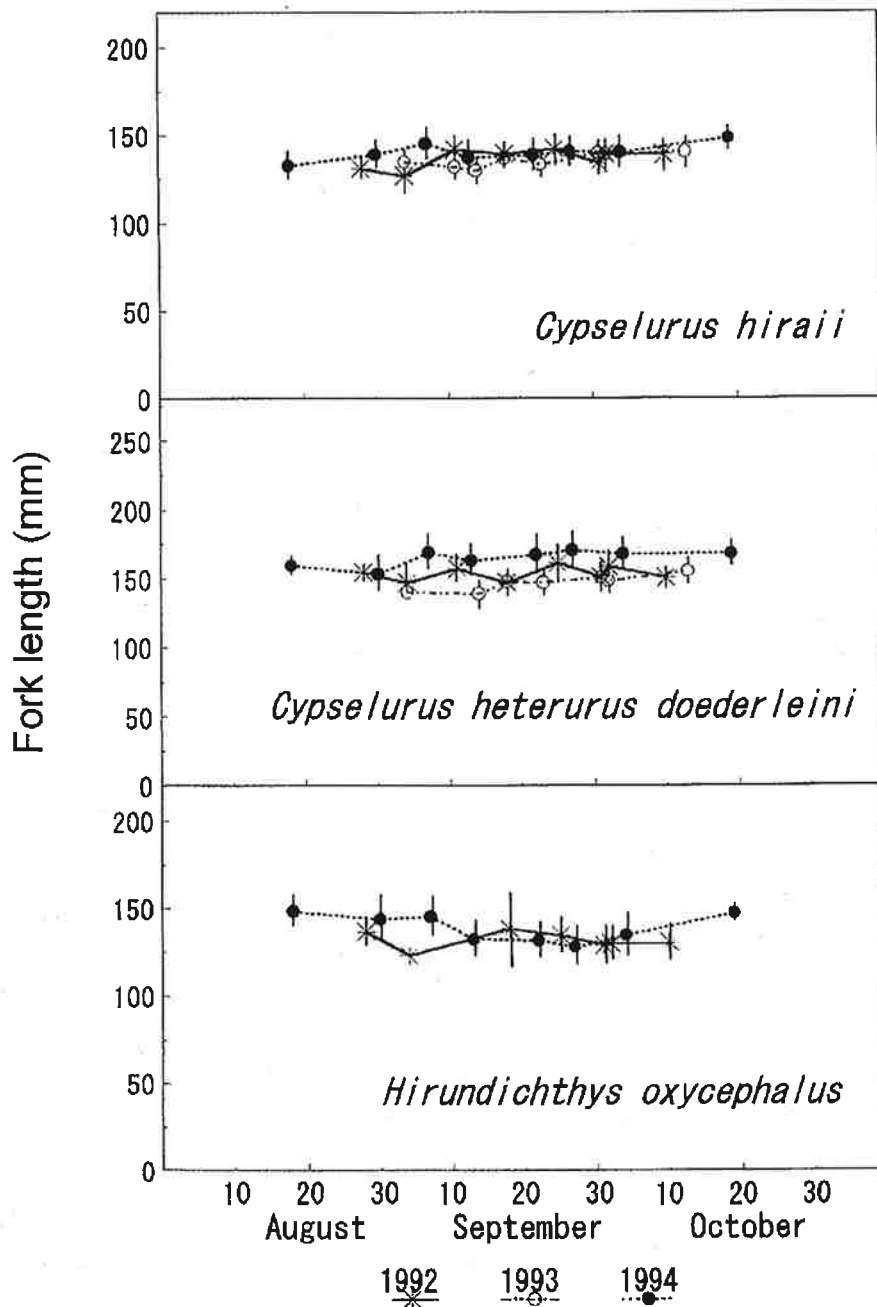 Fork length (mm)
200
150
100
50
0
Cypselurus hiraii
250
200
150
100
50
0
Cypselurus heterurus doederleini
200
150
100
50
0
Hirundichthys oxycephalus
10 20 30 10 20 30 10 20 30
August September October
1992 1993 1994